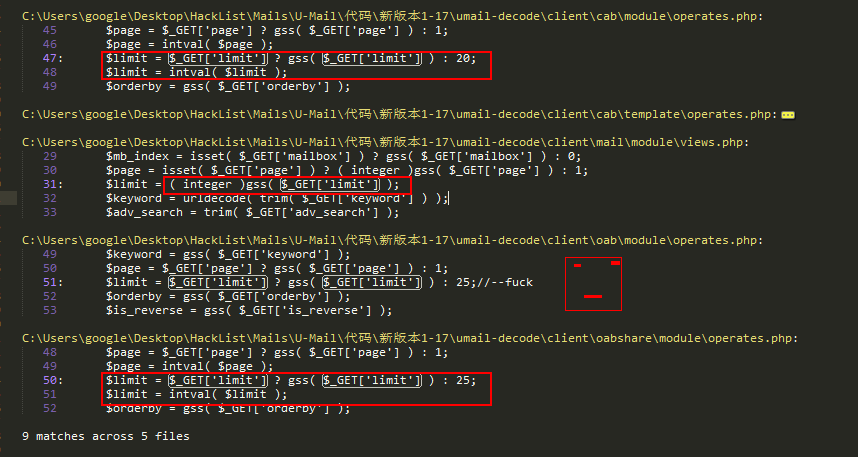 C:\Users\google\Desktop\HackList\Mails\U-Mail\代码\新版本1-17\umail-decode\client\cab\module\operates.php:
45 $page = $_GET['page'] ? gss( $_GET['page'] ) : 1;
46 $page = intval( $page );
47: $limit = $_GET['limit'] ? gss( $_GET['limit'] ) : 20;
48 $limit = intval( $limit );
49 $orderby = gss( $_GET['orderby'] );
C:\Users\google\Desktop\HackList\Mails\U-Mail\代码\新版本1-17\umail-decode\client\cab\template\operates.php:
C:\Users\google\Desktop\HackList\Mails\U-Mail\代码\新版本1-17\umail-decode\client\mail\module\views.php:
29 $mb_index = isset( $_GET['mailbox'] ) ? gss( $_GET['mailbox'] ) : 0;
30 $page = isset( $_GET['page'] ) ? ( integer )gss( $_GET['page'] ) : 1;
31: $limit = ( integer )gss( $_GET['limit'] );
32 $keyword = urldecode( trim( $_GET['keyword'] ) );
33 $adv_search = trim( $_GET['adv_search'] );
C:\Users\google\Desktop\HackList\Mails\U-Mail\代码\新版本1-17\umail-decode\client\oab\module\operates.php:
49 $keyword = gss( $_GET['keyword'] );
50 $page = $_GET['page'] ? gss( $_GET['page'] ) : 1;
51: $limit = $_GET['limit'] ? gss( $_GET['limit'] ) : 25;//--fuck
52 $orderby = gss( $_GET['orderby'] );
53 $is_reverse = gss( $_GET['is_reverse'] );
C:\Users\google\Desktop\HackList\Mails\U-Mail\代码\新版本1-17\umail-decode\client\oabshare\module\operates.php:
48 $page = $_GET['page'] ? gss( $_GET['page'] ) : 1;
49 $page = intval( $page );
50: $limit = $_GET['limit'] ? gss( $_GET['limit'] ) : 25;
51 $limit = intval( $limit );
52 $orderby = gss( $_GET['orderby'] );
9 matches across 5 files